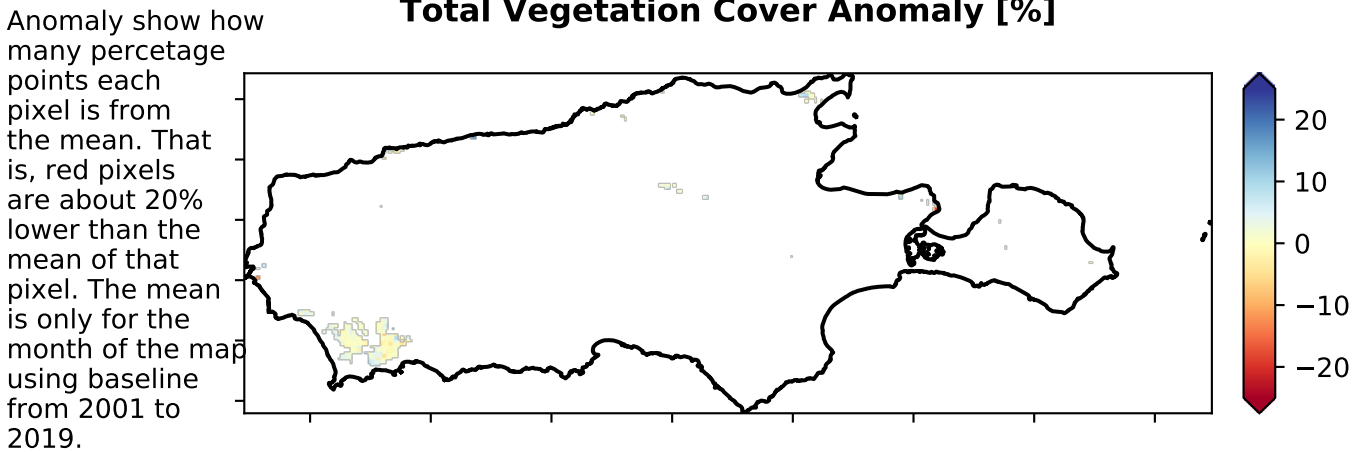 Total Vegetation Cover Anomaly [%]
Anomaly show how
many percetage
points each
pixel is from
the mean. That
is, red pixels
are about 20%
lower than the
mean of that
pixel. The mean
is only for the
month of the map
using baseline
from 2001 to
2019.
20
10
0
−10
−20